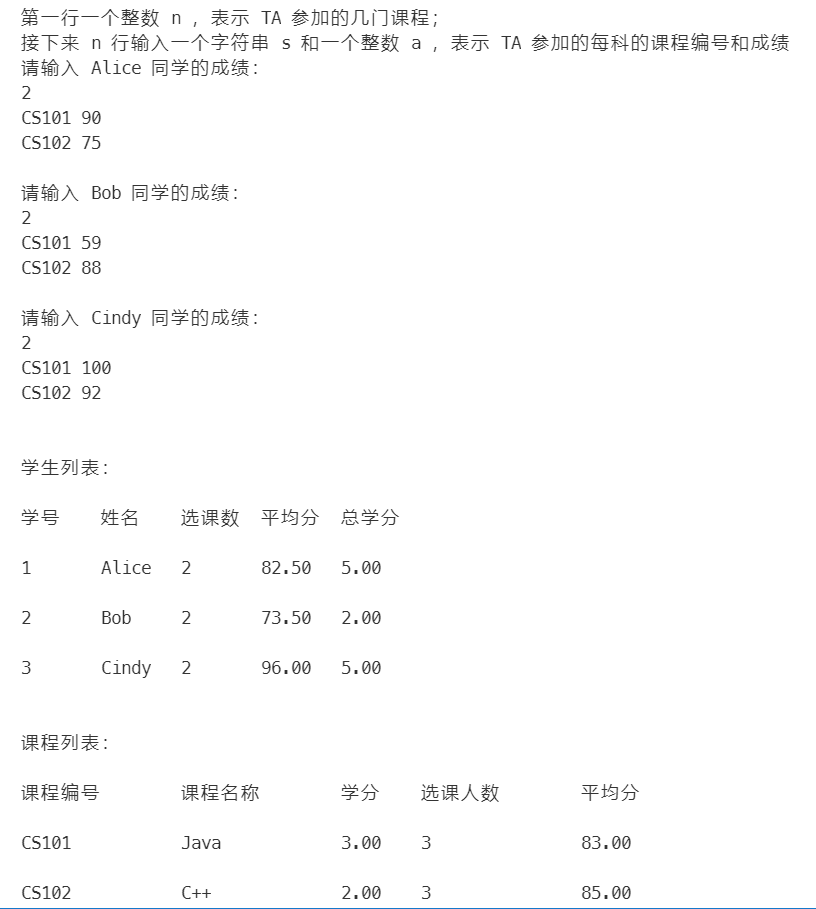 第一行一个整数 n ，表示 TA 参加的几门课程；
接下来 n 行输入一个字符串 s 和一个整数 a ，表示 TA 参加的每科的课程编号和成绩
请输入 Alice 同学的成绩：
2
CS101 90
CS102 75
请输入 Bob 同学的成绩：
2
CS101 59
CS102 88
请输入 Cindy 同学的成绩：
2
CS101 100
CS102 92
学生列表：
学号 姓名 选课数 平均分 总学分
1 Alice 2 82.50 5.00
2 Bob 2 73.50 2.00
3 Cindy 2 96.00 5.00
课程列表：
课程编号 课程名称 学分 选课人数 平均分
CS101 Java 3.00 3 83.00
CS102 C++ 2.00 3 85.00